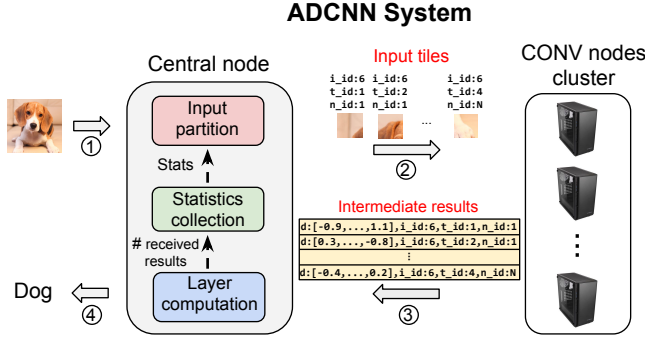 ADCNN System
Central node
Input tiles
CONV nodes
cluster
i_id:6 i_id:6 i_id:6
t_id:1 t_id:2 t_id:4
n_id:1 n_id:1 n_id:N
...
Input
partition
①
②
Stats
Statistics
collection
# received
results
Layer
computation
Intermediate results
d:[-0.9,...,1.1],i_id:6,t_id:1,n_id:1
d:[0.3,...,-0.8],i_id:6,t_id:2,n_id:1
⋮
d:[-0.4,...,0.2],i_id:6,t_id:4,n_id:N
⋮
③
Dog
④